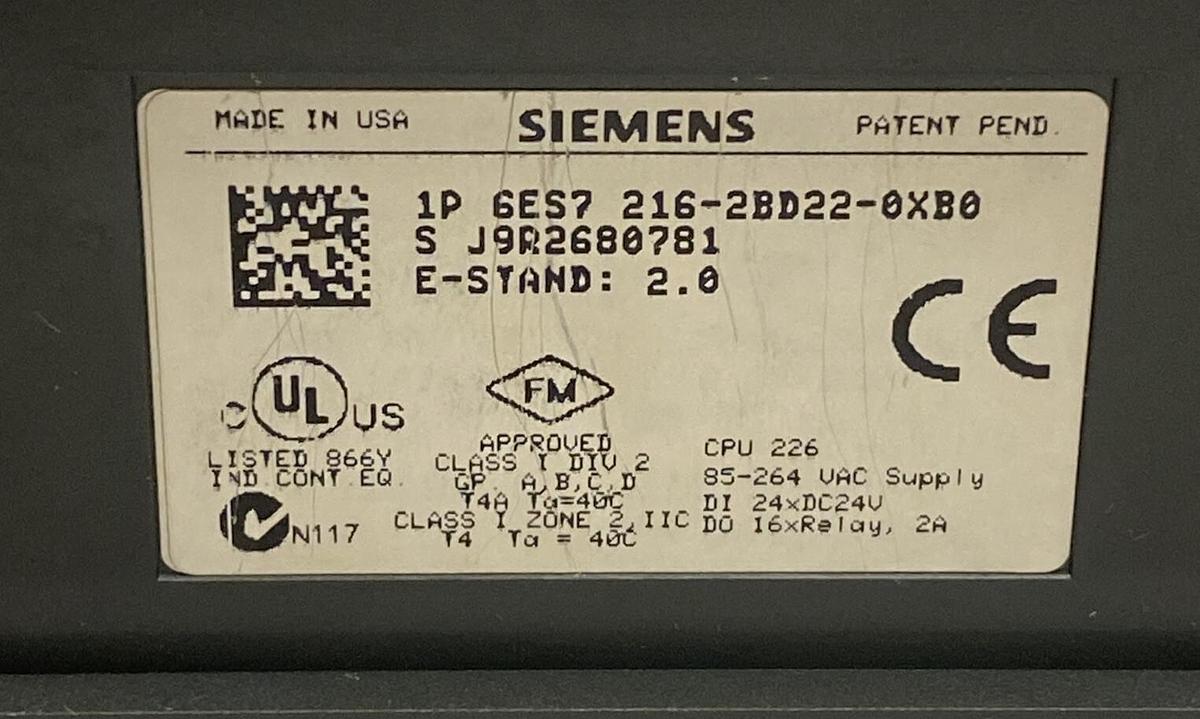 MADE IN USA SIEMENS PATENT PEND.
1P 6ES7 216-2BD22-0XB0
S J9R2680781
E-STAND: 2.0
CE
C UL US
LISTED 866Y
IND.CONT.EQ.
N117
FM
APPROVED
CLASS I DIV 2
GP. A,B,C,D
T4A Ta=40C
CLASS I ZONE 2,IIC
T4 Ta = 40C
CPU 226
85-264 VAC Supply
DI 24xDC24V
DO 16xRelay, 2A